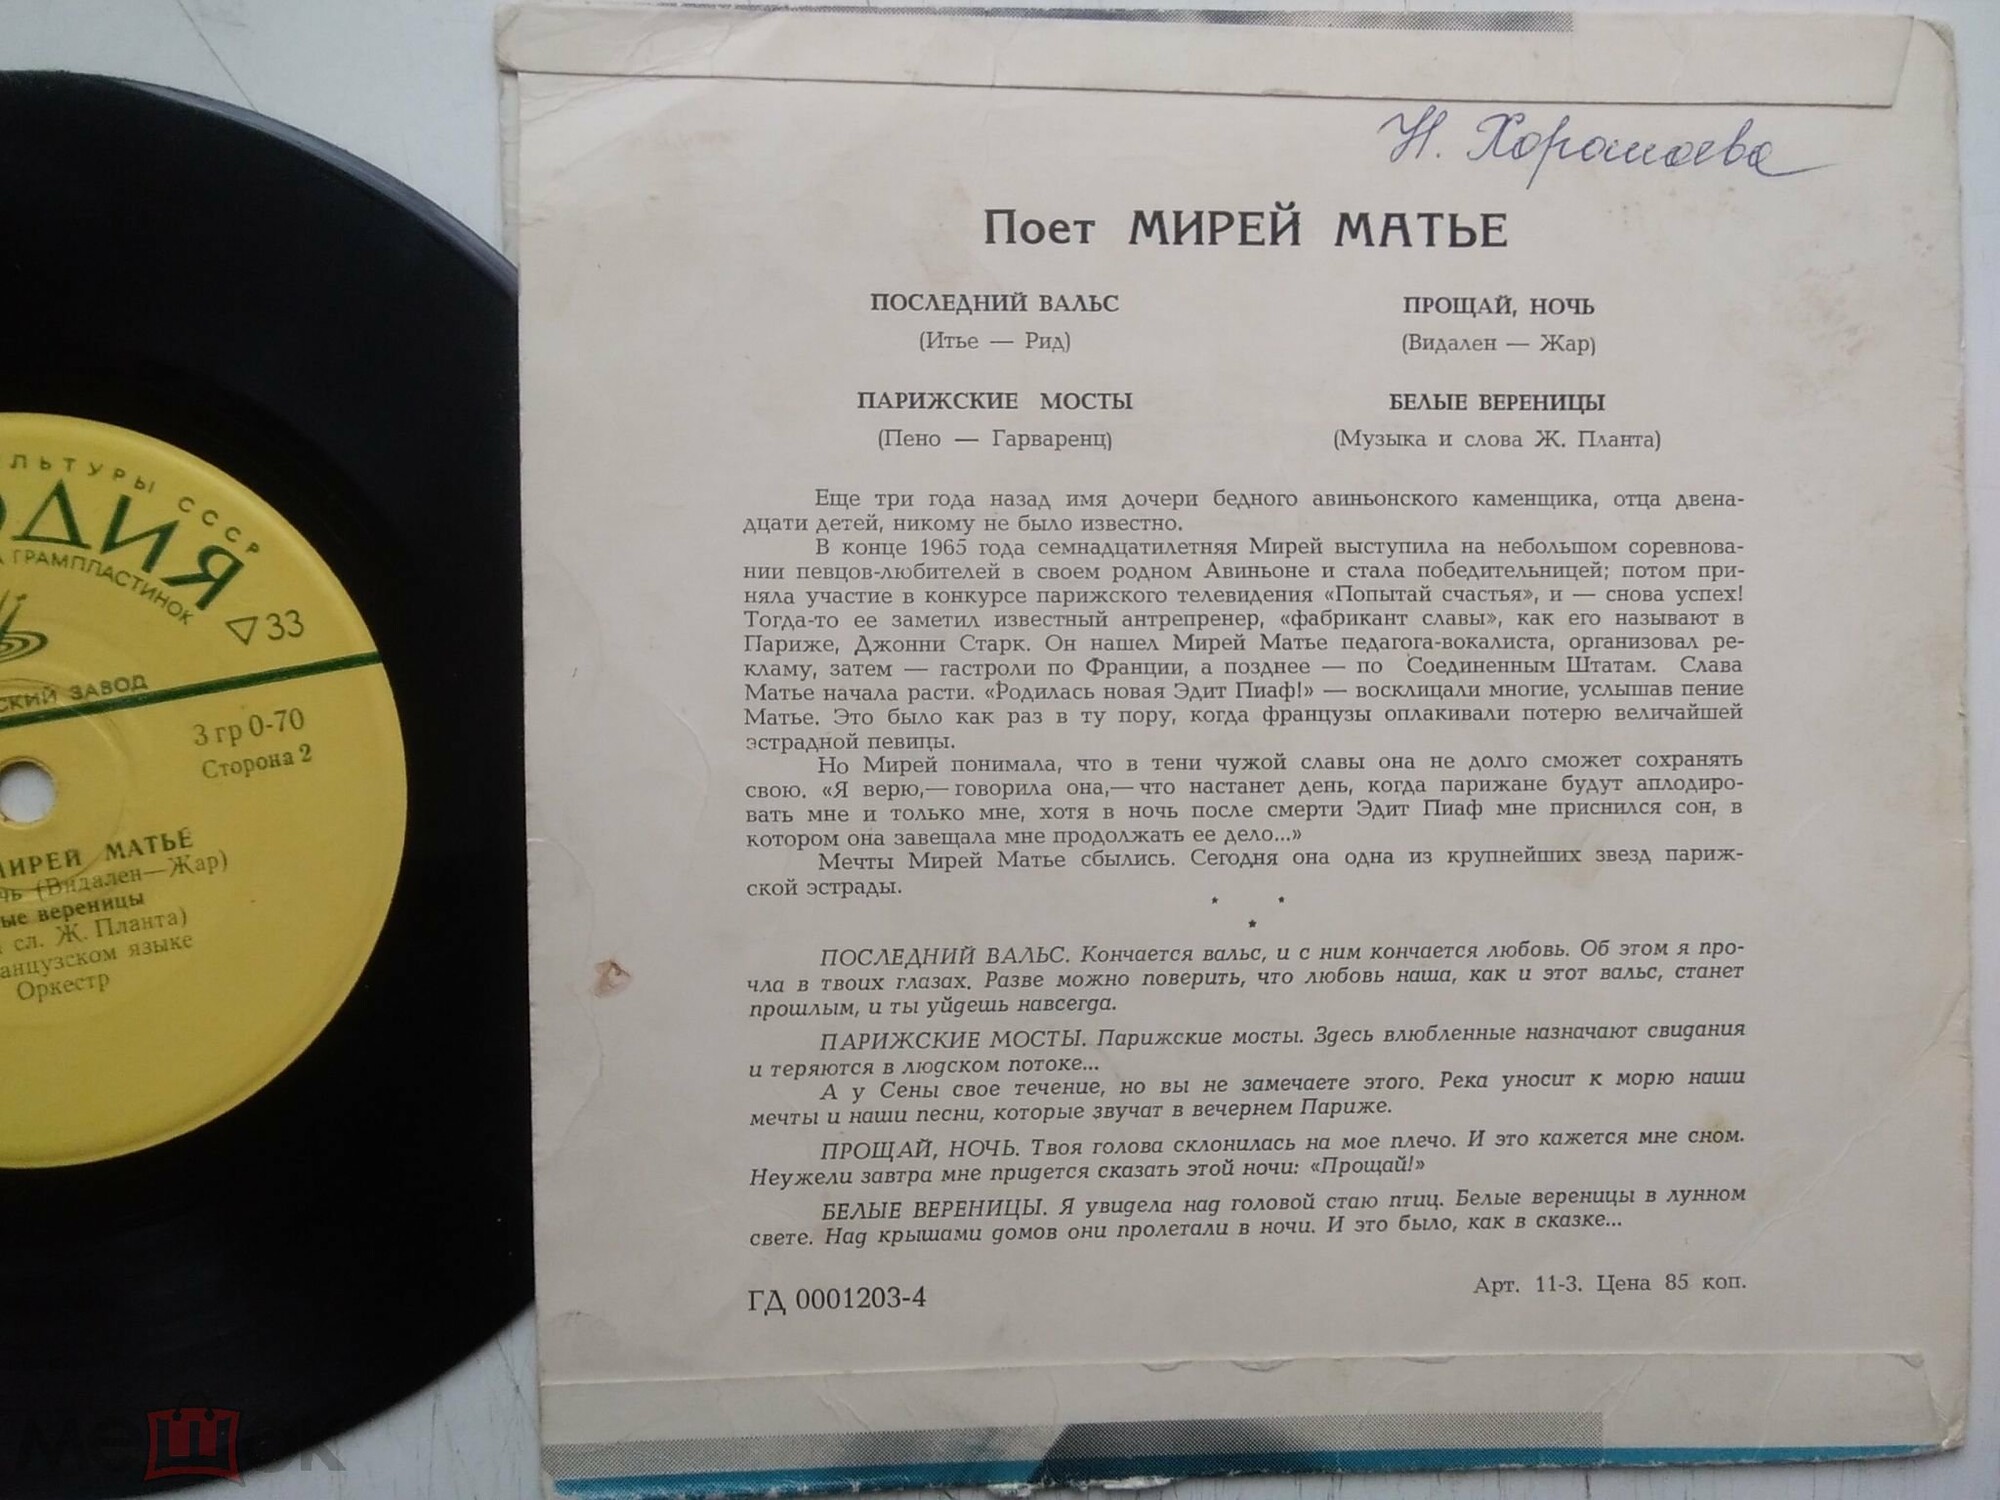 ЛЬТУРЫ СССР
ОДИЯ
ГРАМПЛАСТИНОК
33
СКИЙ ЗАВОД
3 гр 0-70
Сторона 2
МИРЕЙ МАТЬЕ
чь (Видален—Жар)
ые вереницы
сл. Ж. Планта)
анцузском языке
Оркестр
Поет МИРЕЙ МАТЬЕ
ПОСЛЕДНИЙ ВАЛЬС
(Итье — Рид)
ПРОЩАЙ, НОЧЬ
(Видален — Жар)
ПАРИЖСКИЕ МОСТЫ
(Пено — Гарваренц)
БЕЛЫЕ ВЕРЕНИЦЫ
(Музыка и слова Ж. Планта)
Еще три года назад имя дочери бедного авиньонского каменщика, отца двена-
дцати детей, никому не было известно.
В конце 1965 года семнадцатилетняя Мирей выступила на небольшом соревнова-
нии певцов-любителей в своем родном Авиньоне и стала победительницей; потом при-
няла участие в конкурсе парижского телевидения «Попытай счастья», и — снова успех!
Тогда-то ее заметил известный антрепренер, «фабрикант славы», как его называют в
Париже, Джонни Старк. Он нашел Мирей Матье педагога-вокалиста, организовал ре-
кламу, затем — гастроли по Франции, а позднее — по Соединенным Штатам. Слава
Матье начала расти. «Родилась новая Эдит Пиаф!» — восклицали многие, услышав пение
Матье. Это было как раз в ту пору, когда французы оплакивали потерю величайшей
эстрадной певицы.
Но Мирей понимала, что в тени чужой славы она не долго сможет сохранять
свою. «Я верю,— говорила она,— что настанет день, когда парижане будут аплодиро-
вать мне и только мне, хотя в ночь после смерти Эдит Пиаф мне приснился сон, в
котором она завещала мне продолжать ее дело...»
Мечты Мирей Матье сбылись. Сегодня она одна из крупнейших звезд париж-
ской эстрады.
* *
*
ПОСЛЕДНИЙ ВАЛЬС. Кончается вальс, и с ним кончается любовь. Об этом я про-
чла в твоих глазах. Разве можно поверить, что любовь наша, как и этот вальс, станет
прошлым, и ты уйдешь навсегда.
ПАРИЖСКИЕ МОСТЫ. Парижские мосты. Здесь влюбленные назначают свидания
и теряются в людском потоке...
А у Сены свое течение, но вы не замечаете этого. Река уносит к морю наши
мечты и наши песни, которые звучат в вечернем Париже.
ПРОЩАЙ, НОЧЬ. Твоя голова склонилась на мое плечо. И это кажется мне сном.
Неужели завтра мне придется сказать этой ночи: «Прощай!»
БЕЛЫЕ ВЕРЕНИЦЫ. Я увидела над головой стаю птиц. Белые вереницы в лунном
свете. Над крышами домов они пролетали в ночи. И это было, как в сказке...
ГД 0001203-4
Арт. 11-3. Цена 85 коп.
мешок